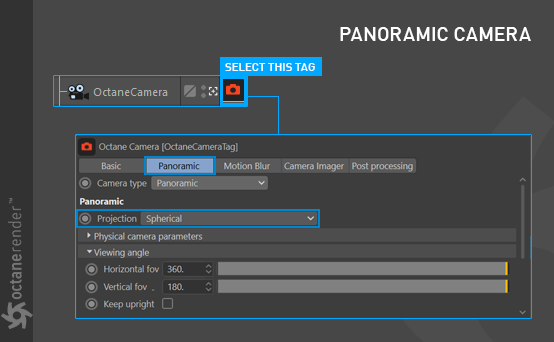 PANORAMIC CAMERA
SELECT THIS TAG
OctaneCamera
Octane Camera [OctaneCameraTag]
Basic Panoramic Motion Blur Camera Imager Post processing
Camera type Panoramic
Panoramic
Projection Spherical
Physical camera parameters
Viewing angle
Horizontal fov 360.
Vertical fov . 180.
Keep upright
octanerender™